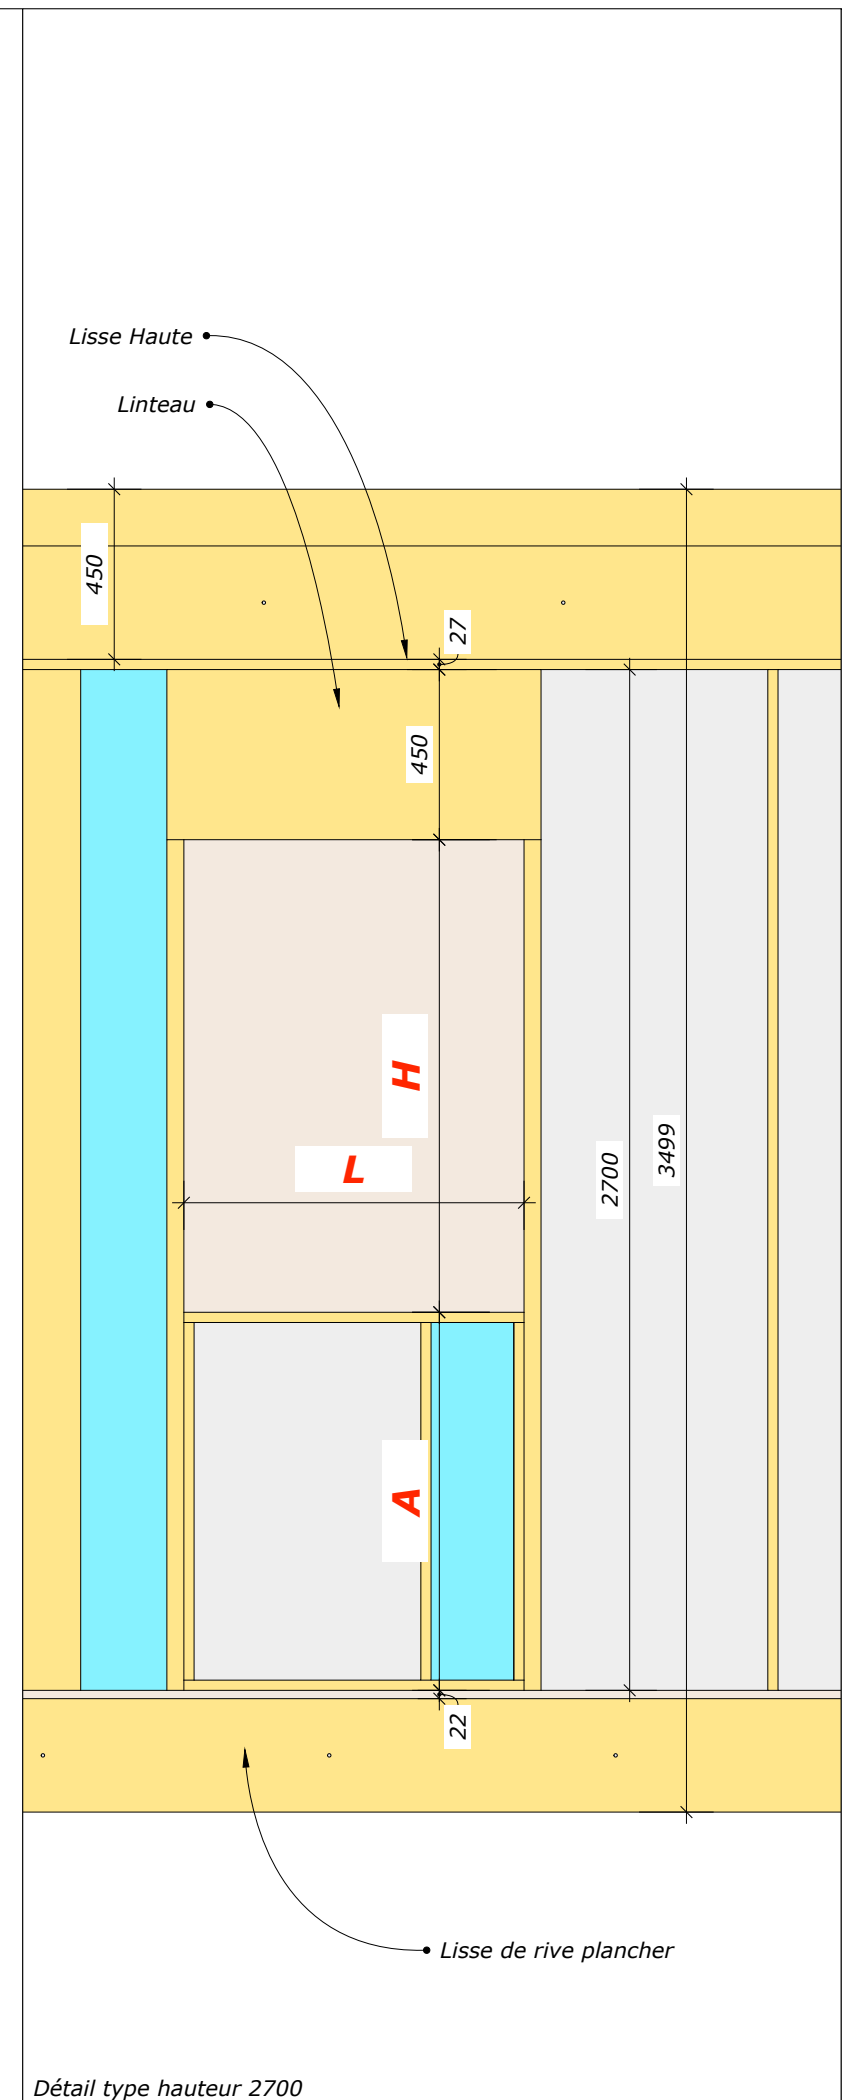 Lisse Haute
Linteau
450
27
450
H
L
2700
3499
A
22
Lisse de rive plancher
Détail type hauteur 2700